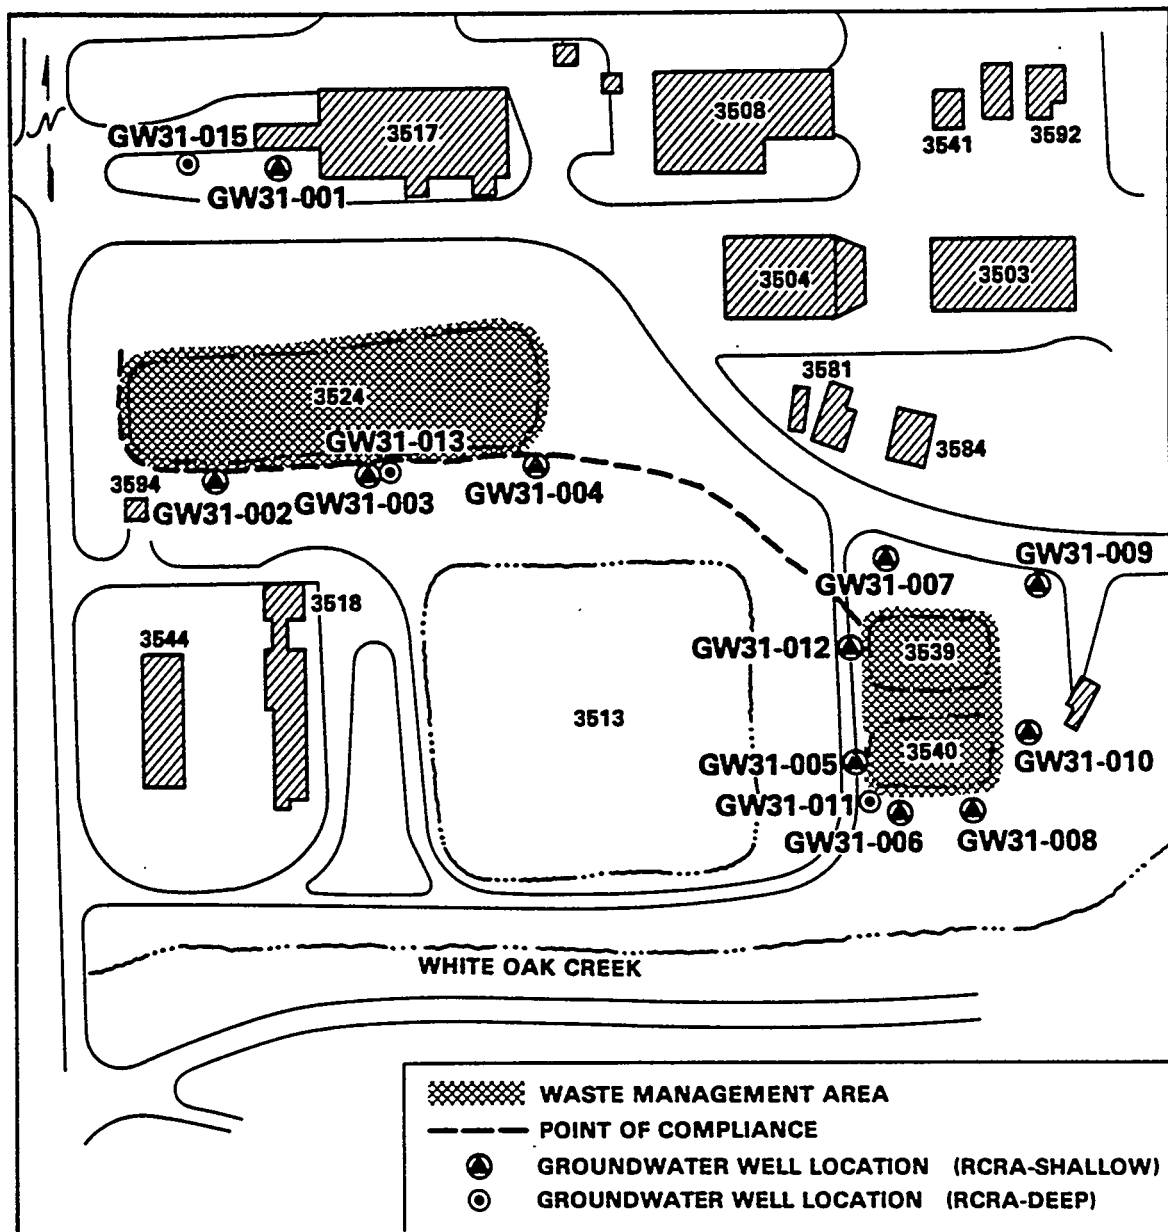 N
GW31-015
3517
3508
3541
3592
GW31-001
3504
3503
3524
3581
GW31-013
3584
3594
GW31-002
GW31-003
GW31-004
GW31-009
GW31-007
3518
3544
GW31-012
3539
3513
3540
GW31-005
GW31-010
GW31-011
GW31-006
GW31-008
WHITE OAK CREEK
WASTE MANAGEMENT AREA
POINT OF COMPLIANCE
GROUNDWATER WELL LOCATION (RCRA-SHALLOW)
GROUNDWATER WELL LOCATION (RCRA-DEEP)